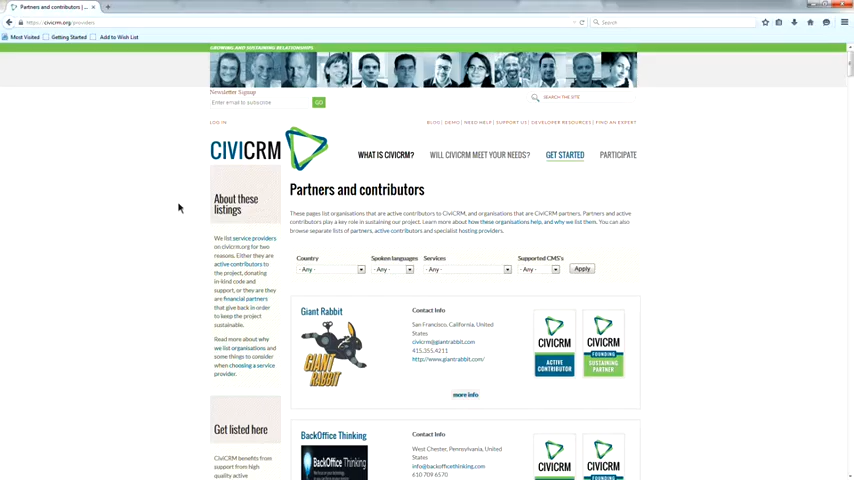 Partners and contributors | ...
https://civicrm.org/providers
Search
Most Visited
Getting Started
Add to Wish List
GROWING AND SUSTAINING RELATIONSHIPS
Newsletter Signup
Enter email to subscribe
GO
SEARCH THE SITE
LOG IN
BLOG | DEMO | NEED HELP | SUPPORT US | DEVELOPER RESOURCES | FIND AN EXPERT
CIVICRM
WHAT IS CIVICRM?
WILL CIVICRM MEET YOUR NEEDS?
GET STARTED
PARTICIPATE
About these
listings
We list service providers
on civicrm.org for two
reasons. Either they are
active contributors to
the project, donating
in-kind code and
support, or they are they
are financial partners
that give back in order
to keep the project
sustainable.
Read more about why
we list organisations and
some things to consider
when choosing a service
provider.
Get listed here
CiviCRM benefits from
support from high
quality active
Partners and contributors
These pages list organisations that are active contributors to CiviCRM, and organisations that are CiviCRM partners. Partners and active
contributors play a key role in sustaining our project. Learn more about how these organisations help, and why we list them. You can also
browse separate lists of partners, active contributors and specialist hosting providers.
Country
Spoken languages
Services
Supported CMS's
- Any -
- Any -
- Any -
- Any -
Apply
Giant Rabbit
GIANT
RABBIT
Contact Info
San Francisco, California, United
States
civicrm@giantrabbit.com
415.355.4211
http://www.giantrabbit.com/
more info
CIVICRM
ACTIVE
CONTRIBUTOR
CIVICRM
FOUNDING
SUSTAINING
PARTNER
BackOffice Thinking
BackOffice Thinking
Contact Info
West Chester, Pennsylvania, United
States
info@backofficethinking.com
610 709 6570
CIVICRM
CIVICRM
FOUNDING